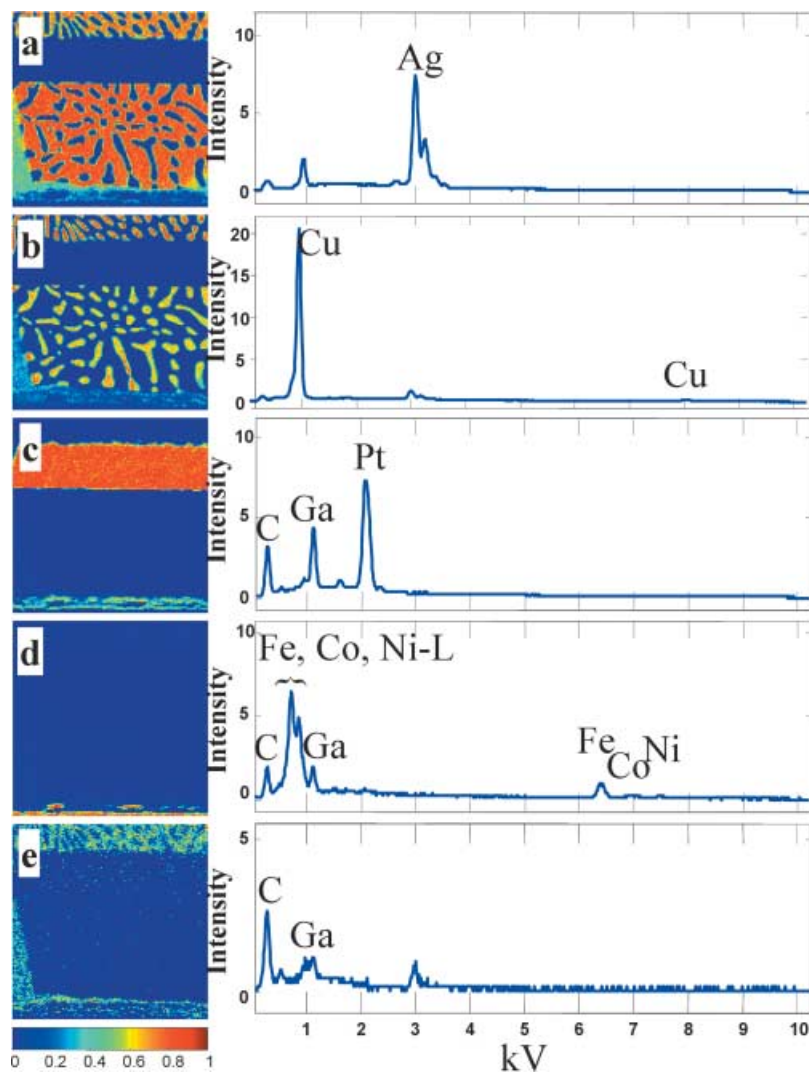 a
Intensity
10
5
0
Ag
b
Intensity
20
15
10
5
0
Cu
Cu
c
Intensity
10
5
0
C
Ga
Pt
d
Intensity
10
5
0
Fe, Co, Ni-L
C
Ga
Fe
Co
Ni
e
Intensity
5
0
C
Ga
1 2 3 4 5 6 7 8 9 10
kV
0 0.2 0.4 0.6 0.8 1